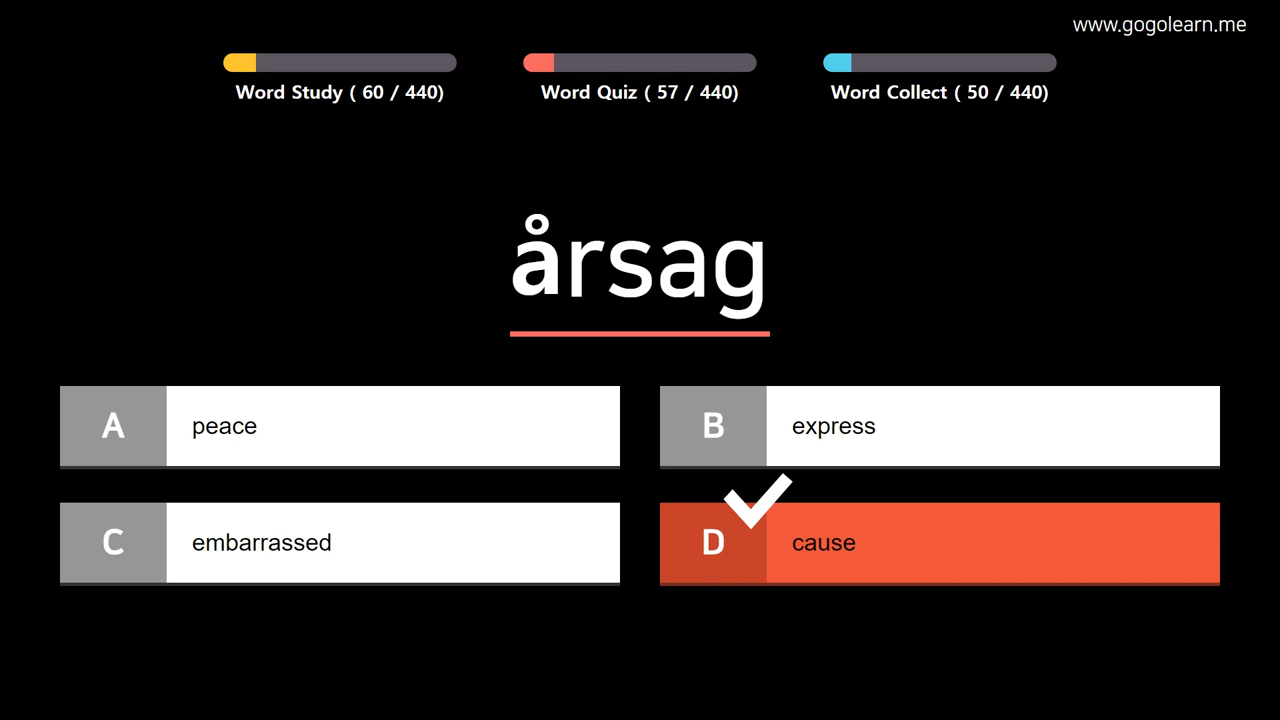 www.gogolearn.me
Word Study ( 60 / 440)
Word Quiz ( 57 / 440)
Word Collect ( 50 / 440)
årsag
A peace
B express
C embarrassed
D cause